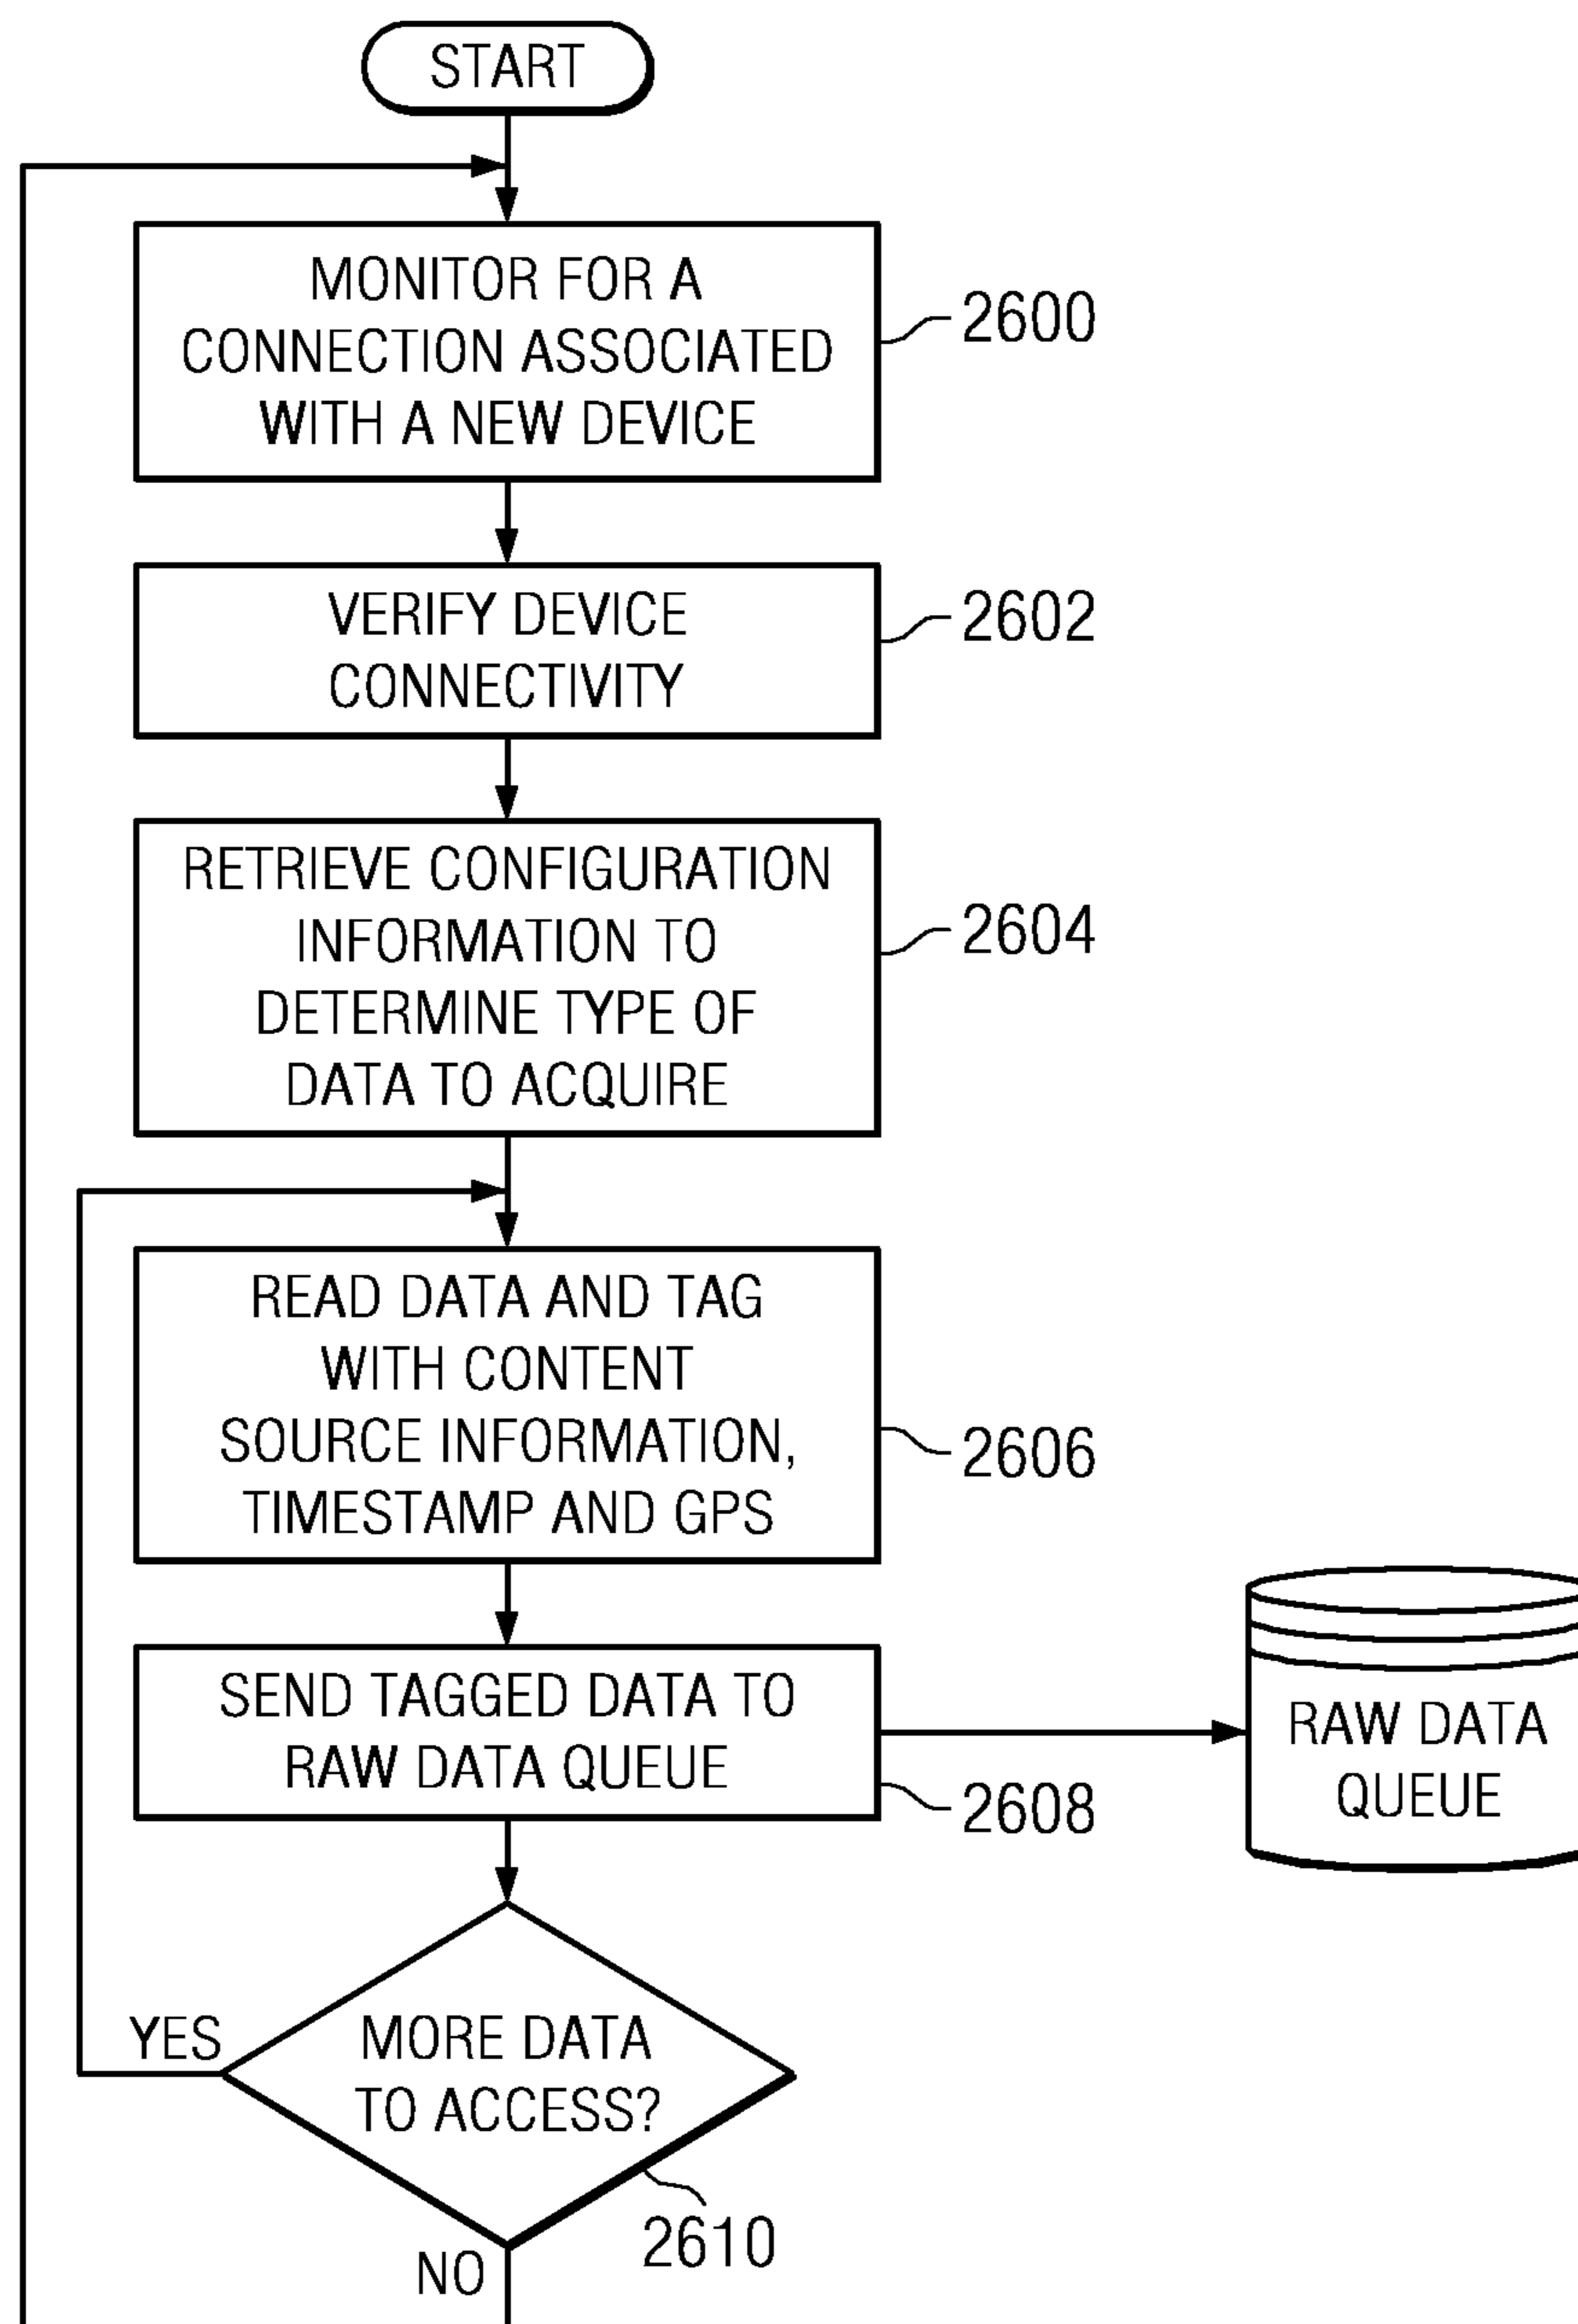 START
MONITOR FOR A
CONNECTION ASSOCIATED
WITH A NEW DEVICE
2600
VERIFY DEVICE
CONNECTIVITY
2602
RETRIEVE CONFIGURATION
INFORMATION TO
DETERMINE TYPE OF
DATA TO ACQUIRE
2604
READ DATA AND TAG
WITH CONTENT
SOURCE INFORMATION,
TIMESTAMP AND GPS
2606
SEND TAGGED DATA TO
RAW DATA QUEUE
2608
RAW DATA
QUEUE
YES
MORE DATA
TO ACCESS?
2610
NO